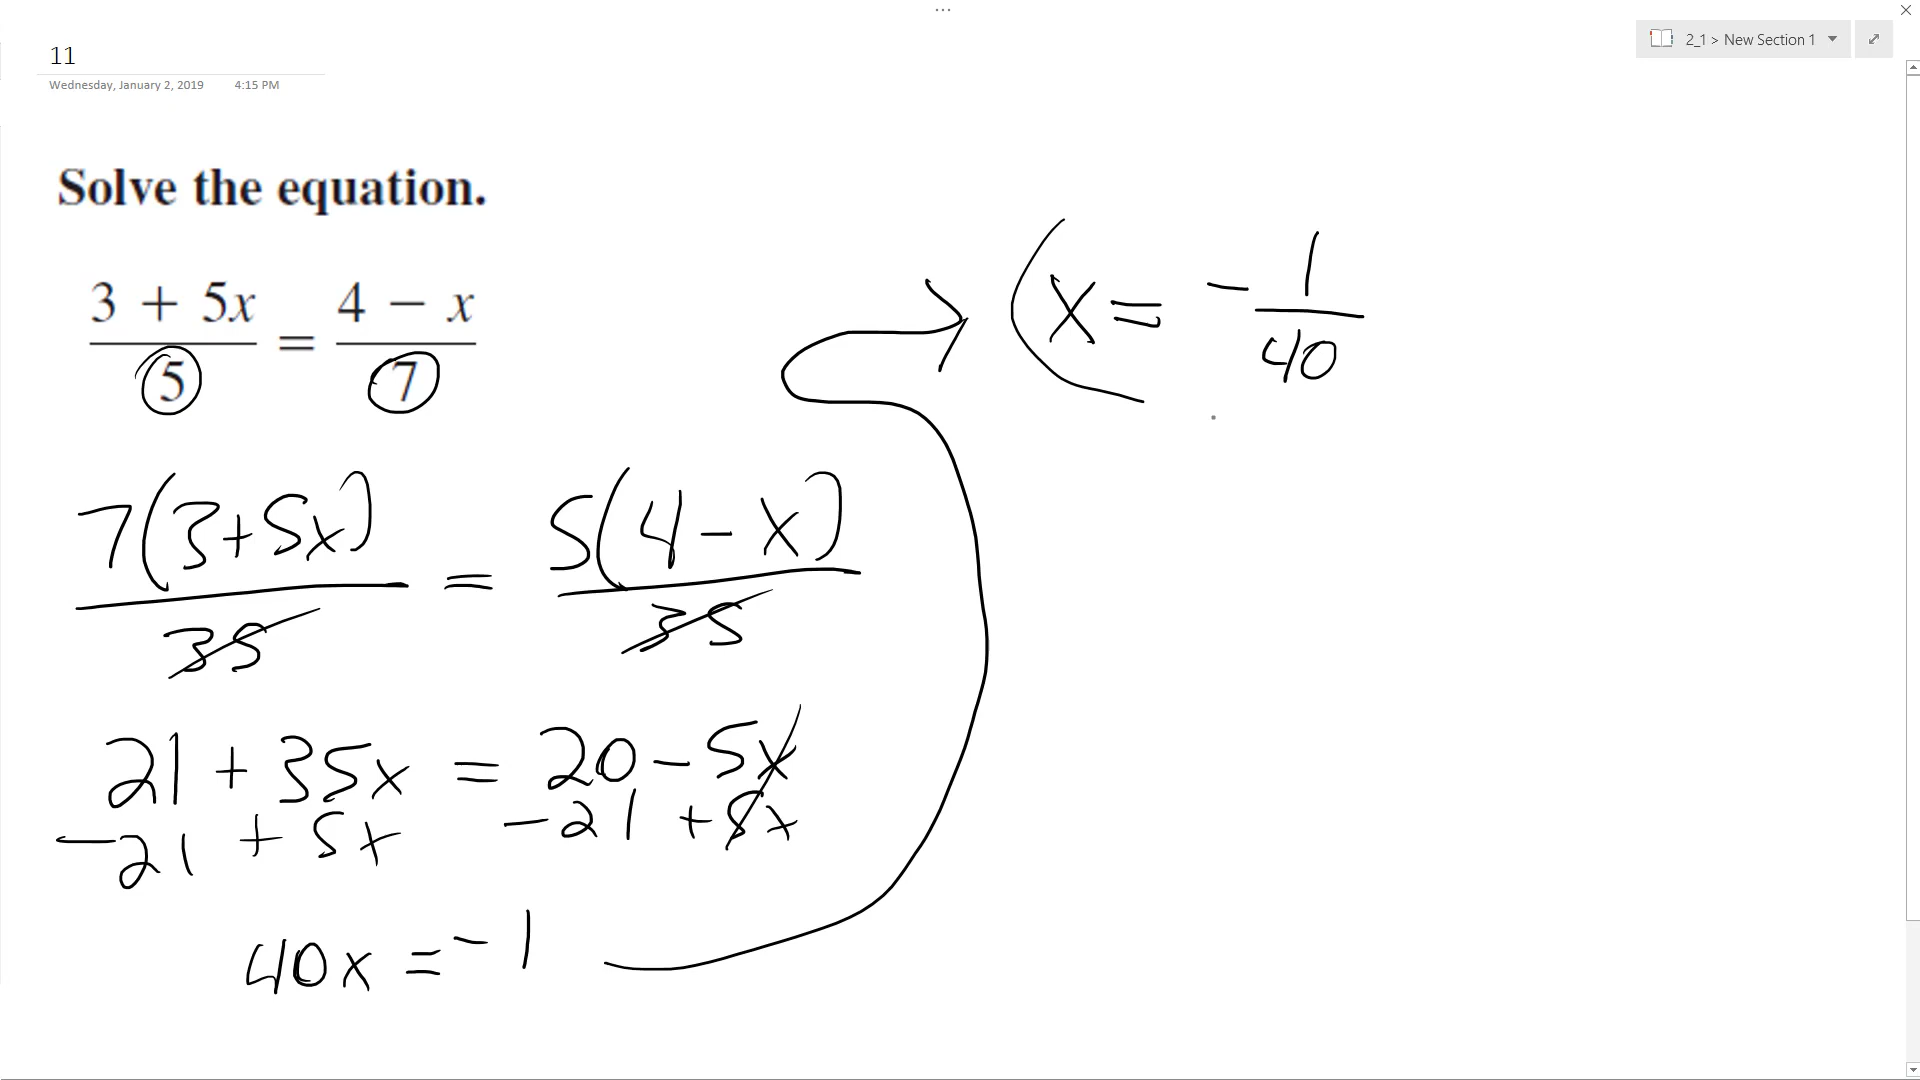 11
Wednesday, January 2, 2019 4:15 PM
2_1 > New Section 1
Solve the equation.
(3 + 5x)/5 = (4 − x)/7
7(3+5x)/35 = 5(4−x)/35
21 + 35x = 20 − 5x
−21 + 5x −21 + 5x
40x = −1
x = −1/40